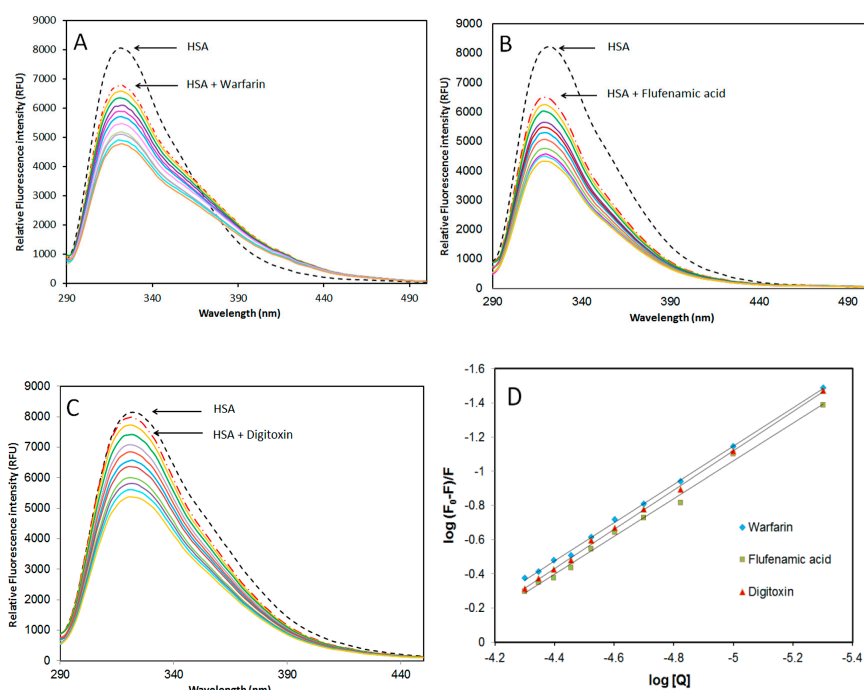 A
HSA
HSA + Warfarin
Relative Fluorescence intensity (RFU)
9000
8000
7000
6000
5000
4000
3000
2000
1000
0
290 340 390 440 490
Wavelength (nm)
B
HSA
HSA + Flufenamic acid
Relative Fluorescence intensity (RFU)
9000
8000
7000
6000
5000
4000
3000
2000
1000
0
290 340 390 440 490
Wavelength (nm)
C
HSA
HSA + Digitoxin
Relative Fluorescence intensity (RFU)
9000
8000
7000
6000
5000
4000
3000
2000
1000
0
290 340 390 440
Wavelength (nm)
D
log (F₀-F)/F
-1.6
-1.4
-1.2
-1
-0.8
-0.6
-0.4
-0.2
0
Warfarin
Flufenamic acid
Digitoxin
-4.2 -4.4 -4.6 -4.8 -5 -5.2 -5.4
log [Q]